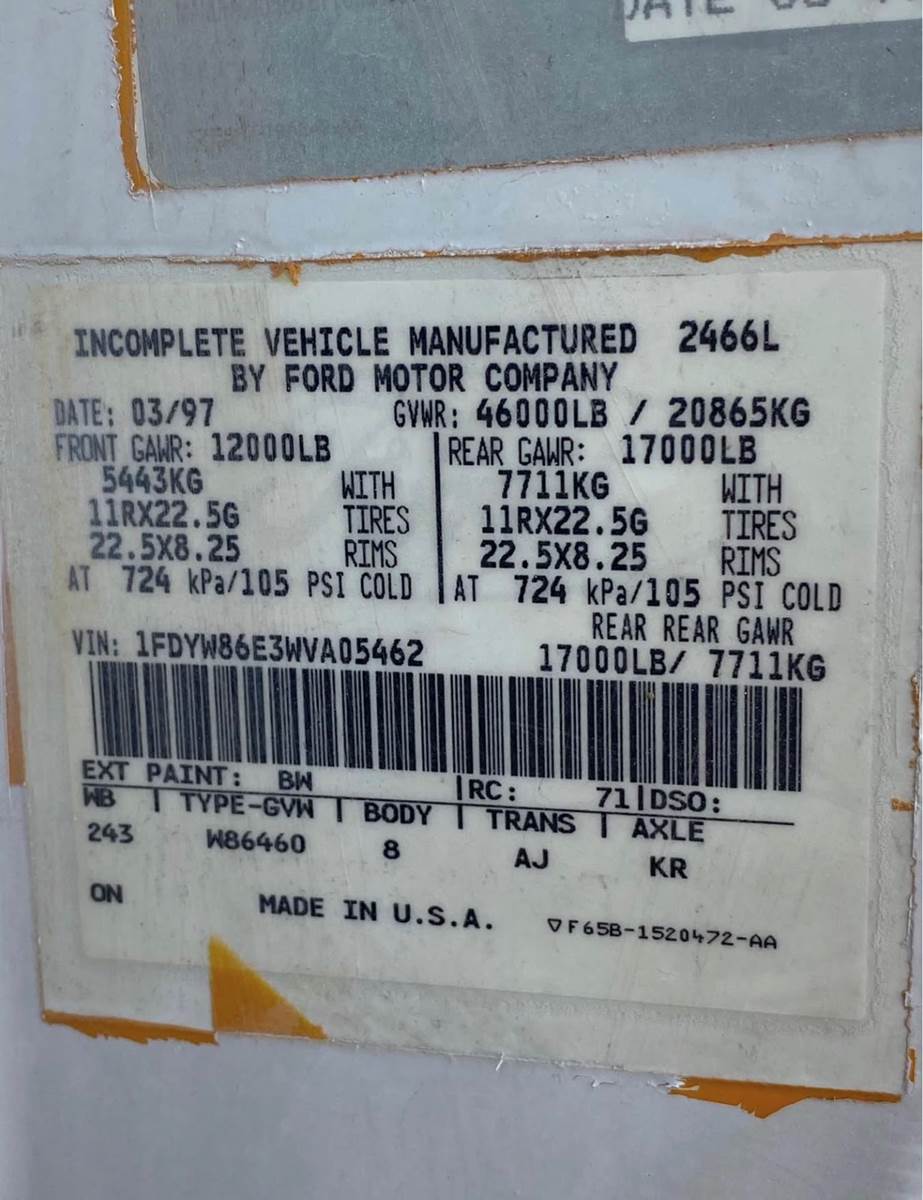 DATE
INCOMPLETE VEHICLE MANUFACTURED 2466L
BY FORD MOTOR COMPANY
DATE: 03/97 GVWR: 46000LB / 20865KG
FRONT GAWR: 12000LB REAR GAWR: 17000LB
5443KG WITH 7711KG WITH
11RX22.5G TIRES 11RX22.5G TIRES
22.5X8.25 RIMS 22.5X8.25 RIMS
AT 724 kPa/105 PSI COLD AT 724 kPa/105 PSI COLD
REAR REAR GAWR
VIN: 1FDYW86E3WVA05462 17000LB/ 7711KG
EXT PAINT: BW RC: 71 DSO:
WB TYPE-GVW BODY TRANS AXLE
243 W86460 8 AJ KR
ON MADE IN U.S.A. ▽F65B-1520472-AA